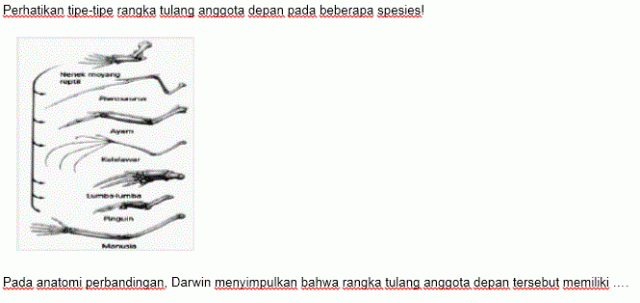 Perhatikan tipe-tipe rangka tulang anggota depan pada beberapa spesies!
Nenek moyang
reptil
Pterosaurus
Ayam
Kelelawar
Lumba-lumba
Pinguin
Manusia
Pada anatomi perbandingan, Darwin menyimpulkan bahwa rangka tulang anggota depan tersebut memiliki ....